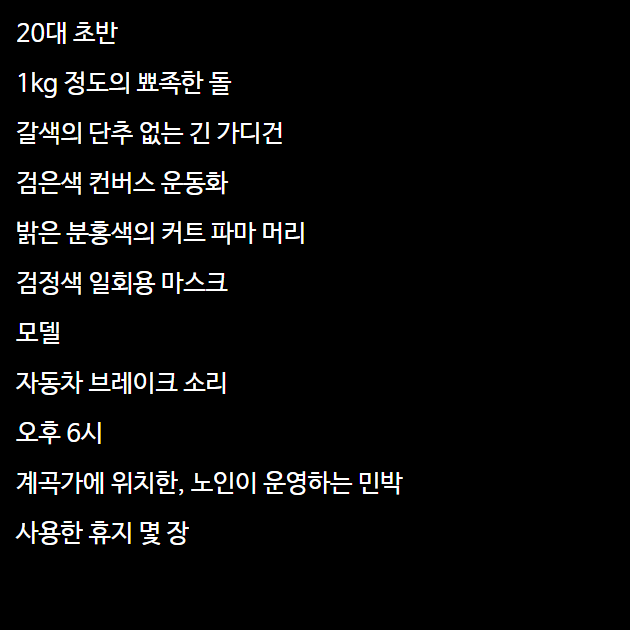 20대 초반
1kg 정도의 뾰족한 돌
갈색의 단추 없는 긴 가디건
검은색 컨버스 운동화
밝은 분홍색의 커트 파마 머리
검정색 일회용 마스크
모델
자동차 브레이크 소리
오후 6시
계곡가에 위치한, 노인이 운영하는 민박
사용한 휴지 몇 장